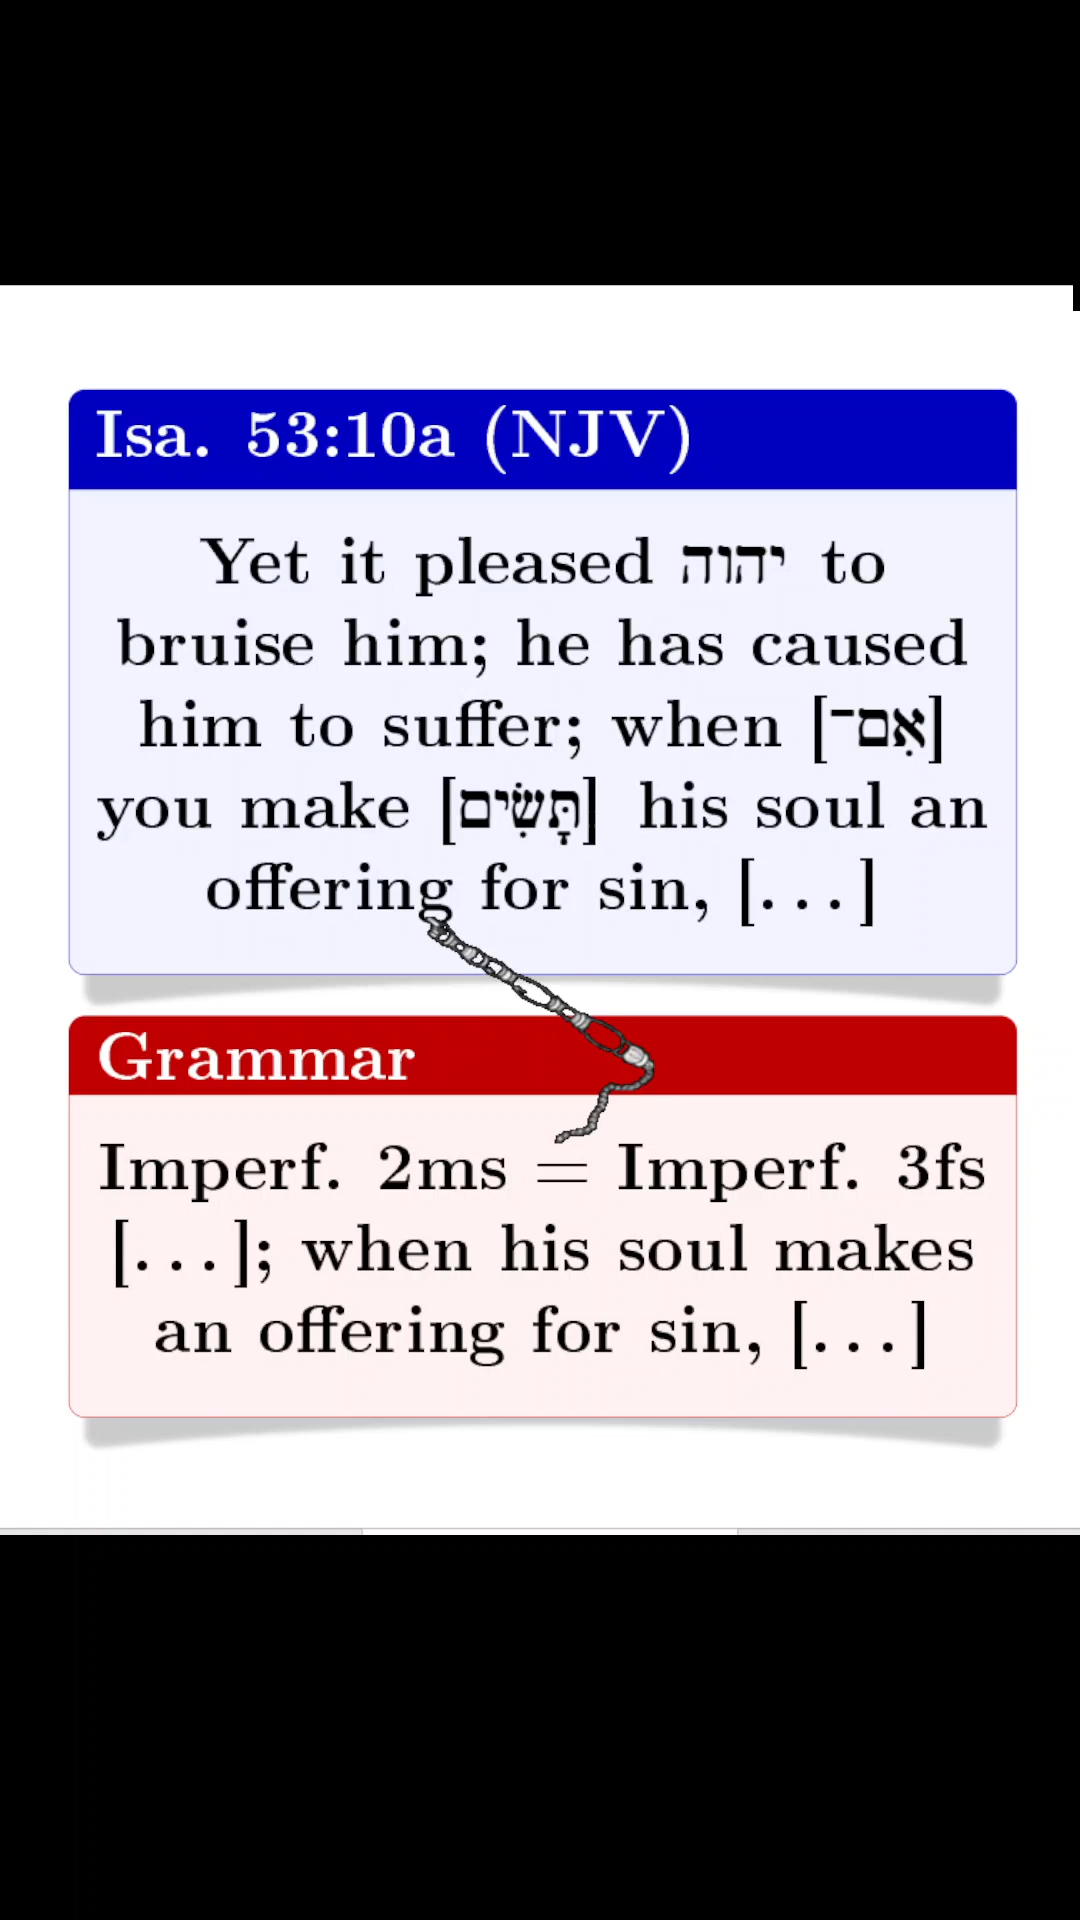 Isa. 53:10a (NJV)
Yet it pleased יהוה to
bruise him; he has caused
him to suffer; when [אִם־]
you make [תָּשִׂים] his soul an
offering for sin, [...]
Grammar
Imperf. 2ms = Imperf. 3fs
[...]; when his soul makes
an offering for sin, [...]